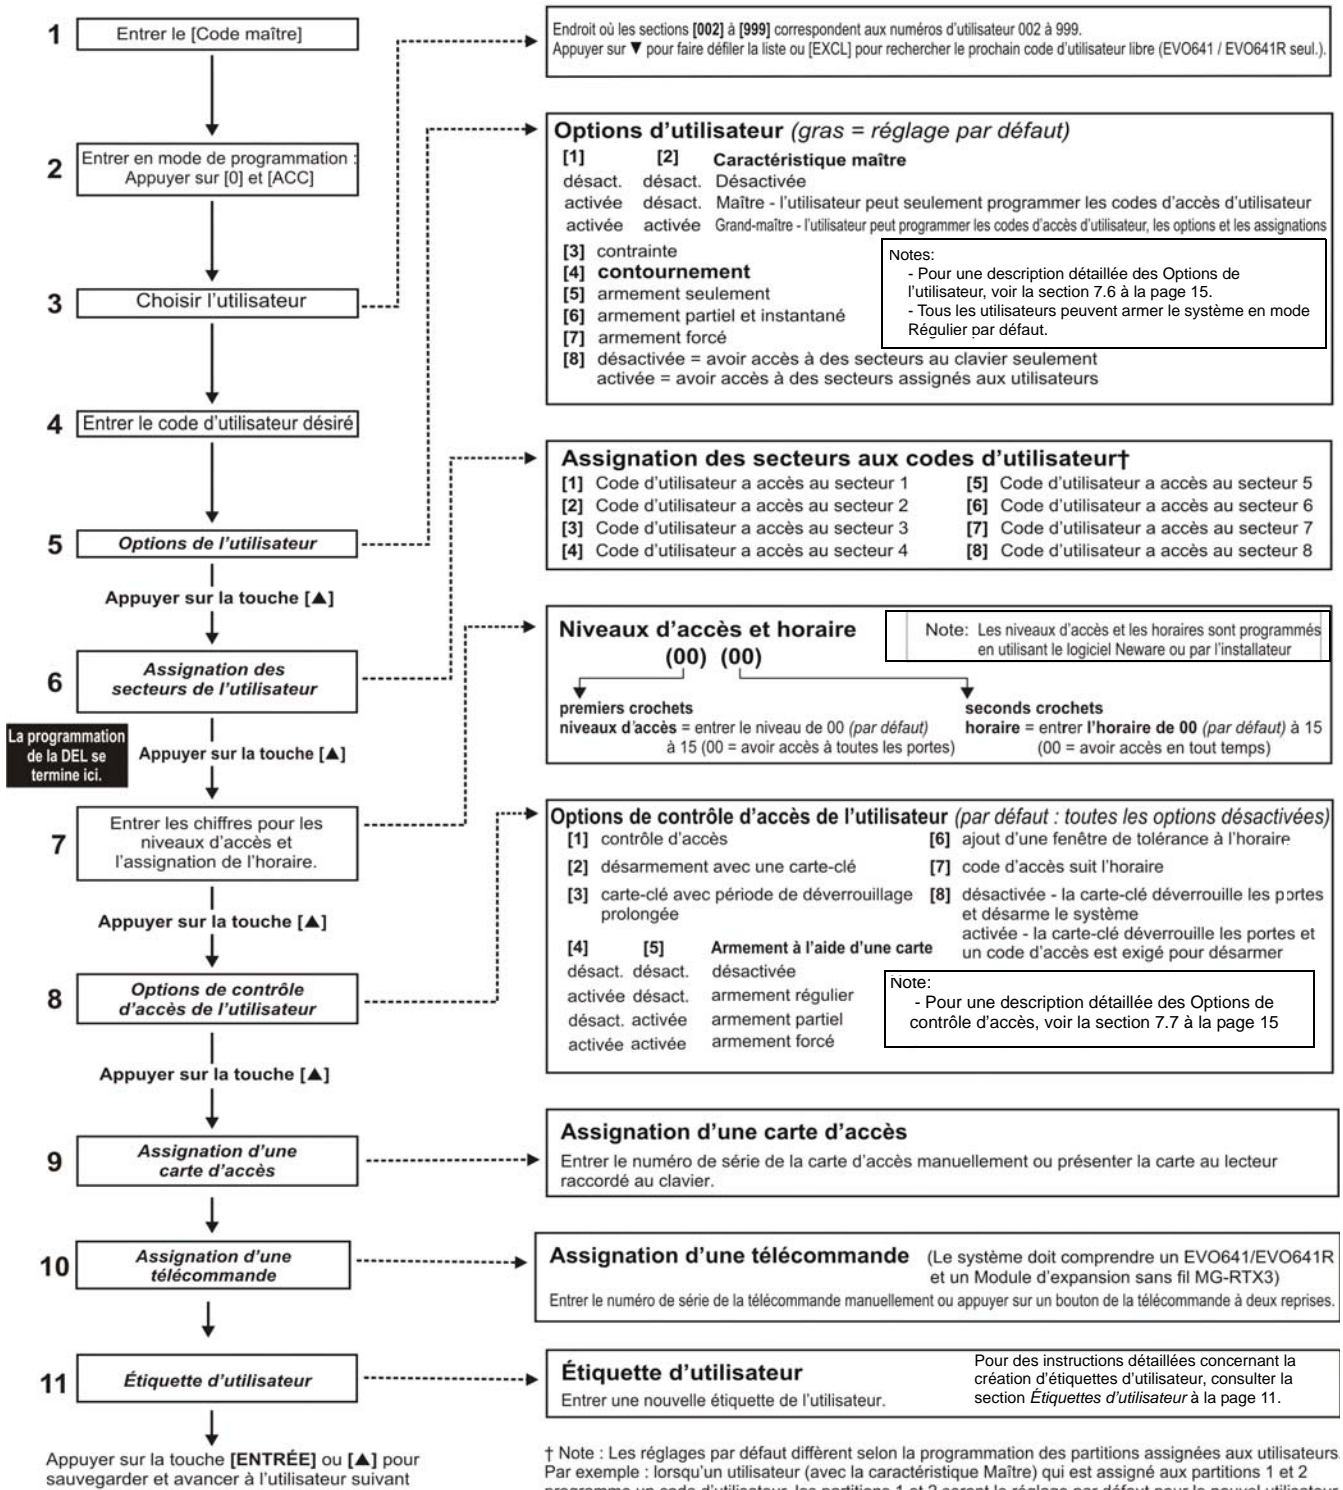 1
Entrer le [Code maître]
2
Entrer en mode de programmation :
Appuyer sur [0] et [ACC]
3
Choisir l'utilisateur
4
Entrer le code d'utilisateur désiré
5
Options de l'utilisateur
Appuyer sur la touche [▲]
6
Assignation des
secteurs de l'utilisateur
La programmation
de la DEL se
termine ici.
Appuyer sur la touche [▲]
7
Entrer les chiffres pour les
niveaux d'accès et
l'assignation de l'horaire.
Appuyer sur la touche [▲]
8
Options de contrôle
d'accès de l'utilisateur
Appuyer sur la touche [▲]
9
Assignation d'une
carte d'accès
10
Assignation d'une
télécommande
11
Étiquette d'utilisateur
Appuyer sur la touche [ENTRÉE] ou [▲] pour
sauvegarder et avancer à l'utilisateur suivant
Endroit où les sections [002] à [999] correspondent aux numéros d'utilisateur 002 à 999.
Appuyer sur ▼ pour faire défiler la liste ou [EXCL] pour rechercher le prochain code d'utilisateur libre (EVO641 / EVO641R seul.).
Options d'utilisateur (gras = réglage par défaut)
[1] [2] Caractéristique maître
désact. désact. Désactivée
activée désact. Maître - l'utilisateur peut seulement programmer les codes d'accès d'utilisateur
activée activée Grand-maître - l'utilisateur peut programmer les codes d'accès d'utilisateur, les options et les assignations
[3] contrainte
[4] contournement
[5] armement seulement
[6] armement partiel et instantané
[7] armement forcé
[8] désactivée = avoir accès à des secteurs au clavier seulement
activée = avoir accès à des secteurs assignés aux utilisateurs
Notes:
- Pour une description détaillée des Options de
l'utilisateur, voir la section 7.6 à la page 15.
- Tous les utilisateurs peuvent armer le système en mode
Régulier par défaut.
Assignation des secteurs aux codes d'utilisateur†
[1] Code d'utilisateur a accès au secteur 1 [5] Code d'utilisateur a accès au secteur 5
[2] Code d'utilisateur a accès au secteur 2 [6] Code d'utilisateur a accès au secteur 6
[3] Code d'utilisateur a accès au secteur 3 [7] Code d'utilisateur a accès au secteur 7
[4] Code d'utilisateur a accès au secteur 4 [8] Code d'utilisateur a accès au secteur 8
Niveaux d'accès et horaire
(00) (00)
Note: Les niveaux d'accès et les horaires sont programmés
en utilisant le logiciel Neware ou par l'installateur
premiers crochets
niveaux d'accès = entrer le niveau de 00 (par défaut)
à 15 (00 = avoir accès à toutes les portes)
seconds crochets
horaire = entrer l'horaire de 00 (par défaut) à 15
(00 = avoir accès en tout temps)
Options de contrôle d'accès de l'utilisateur (par défaut : toutes les options désactivées)
[1] contrôle d'accès
[2] désarmement avec une carte-clé
[3] carte-clé avec période de déverrouillage
prolongée
[4] [5] Armement à l'aide d'une carte
désact. désact. désactivée
activée désact. armement régulier
désact. activée armement partiel
activée activée armement forcé
[6] ajout d'une fenêtre de tolérance à l'horaire
[7] code d'accès suit l'horaire
[8] désactivée - la carte-clé déverrouille les portes
et désarme le système
activée - la carte-clé déverrouille les portes et
un code d'accès est exigé pour désarmer
Note:
- Pour une description détaillée des Options de
contrôle d'accès, voir la section 7.7 à la page 15
Assignation d'une carte d'accès
Entrer le numéro de série de la carte d'accès manuellement ou présenter la carte au lecteur
raccordé au clavier.
Assignation d'une télécommande (Le système doit comprendre un EVO641/EVO641R
et un Module d'expansion sans fil MG-RTX3)
Entrer le numéro de série de la télécommande manuellement ou appuyer sur un bouton de la télécommande à deux reprises.
Étiquette d'utilisateur
Entrer une nouvelle étiquette de l'utilisateur.
Pour des instructions détaillées concernant la
création d'étiquettes d'utilisateur, consulter la
section Étiquettes d'utilisateur à la page 11.
† Note : Les réglages par défaut diffèrent selon la programmation des partitions assignées aux utilisateurs.
Par exemple : lorsqu'un utilisateur (avec la caractéristique Maître) qui est assigné aux partitions 1 et 2
programme un code d'utilisateur, les partitions 1 et 2 seront le réglage par défaut pour le nouvel utilisateur